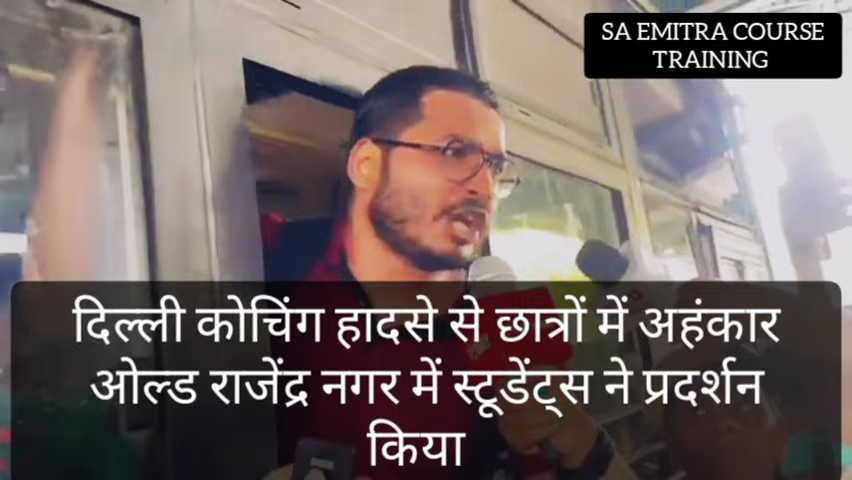 SA EMITRA COURSE
TRAINING
दिल्ली कोचिंग हादसे से छात्रों में अहंकार
ओल्ड राजेंद्र नगर में स्टूडेंट्स ने प्रदर्शन
किया